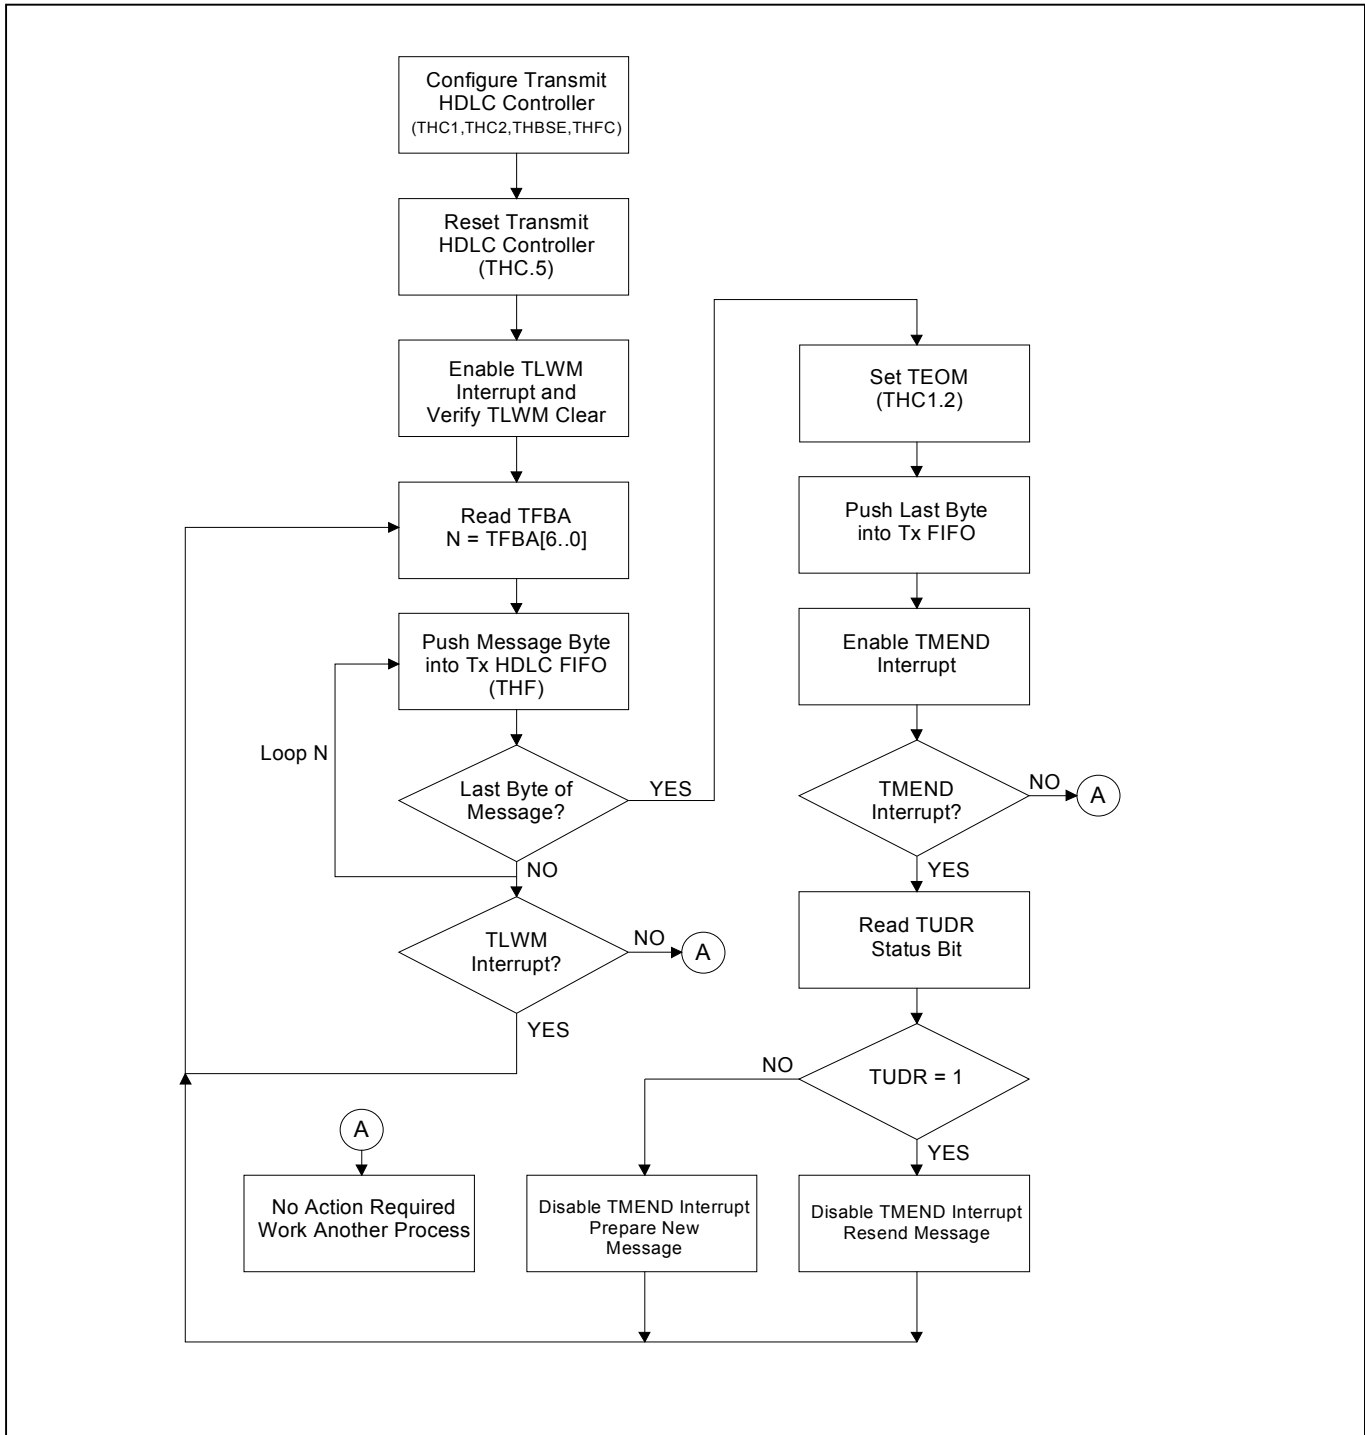 Configure Transmit
HDLC Controller
(THC1,THC2,THBSE,THFC)
Reset Transmit
HDLC Controller
(THC.5)
Enable TLWM
Interrupt and
Verify TLWM Clear
Read TFBA
N = TFBA[6..0]
Push Message Byte
into Tx HDLC FIFO
(THF)
Loop N
Last Byte of
Message?
YES
NO
TLWM
Interrupt?
NO
A
YES
A
No Action Required
Work Another Process
Set TEOM
(THC1.2)
Push Last Byte
into Tx FIFO
Enable TMEND
Interrupt
TMEND
Interrupt?
NO
A
YES
Read TUDR
Status Bit
TUDR = 1
NO
YES
Disable TMEND Interrupt
Prepare New
Message
Disable TMEND Interrupt
Resend Message